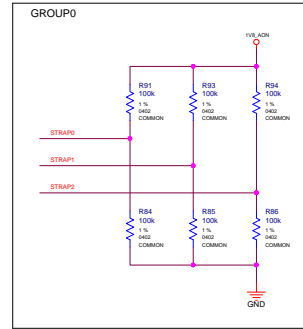 GROUP0
1V8_AON
R91
100k
1 %
0402
COMMON
R93
100k
1 %
0402
COMMON
R94
100k
1 %
0402
COMMON
STRAP0
STRAP1
STRAP2
R84
100k
1 %
0402
COMMON
R85
100k
1 %
0402
COMMON
R86
100k
1 %
0402
COMMON
GND